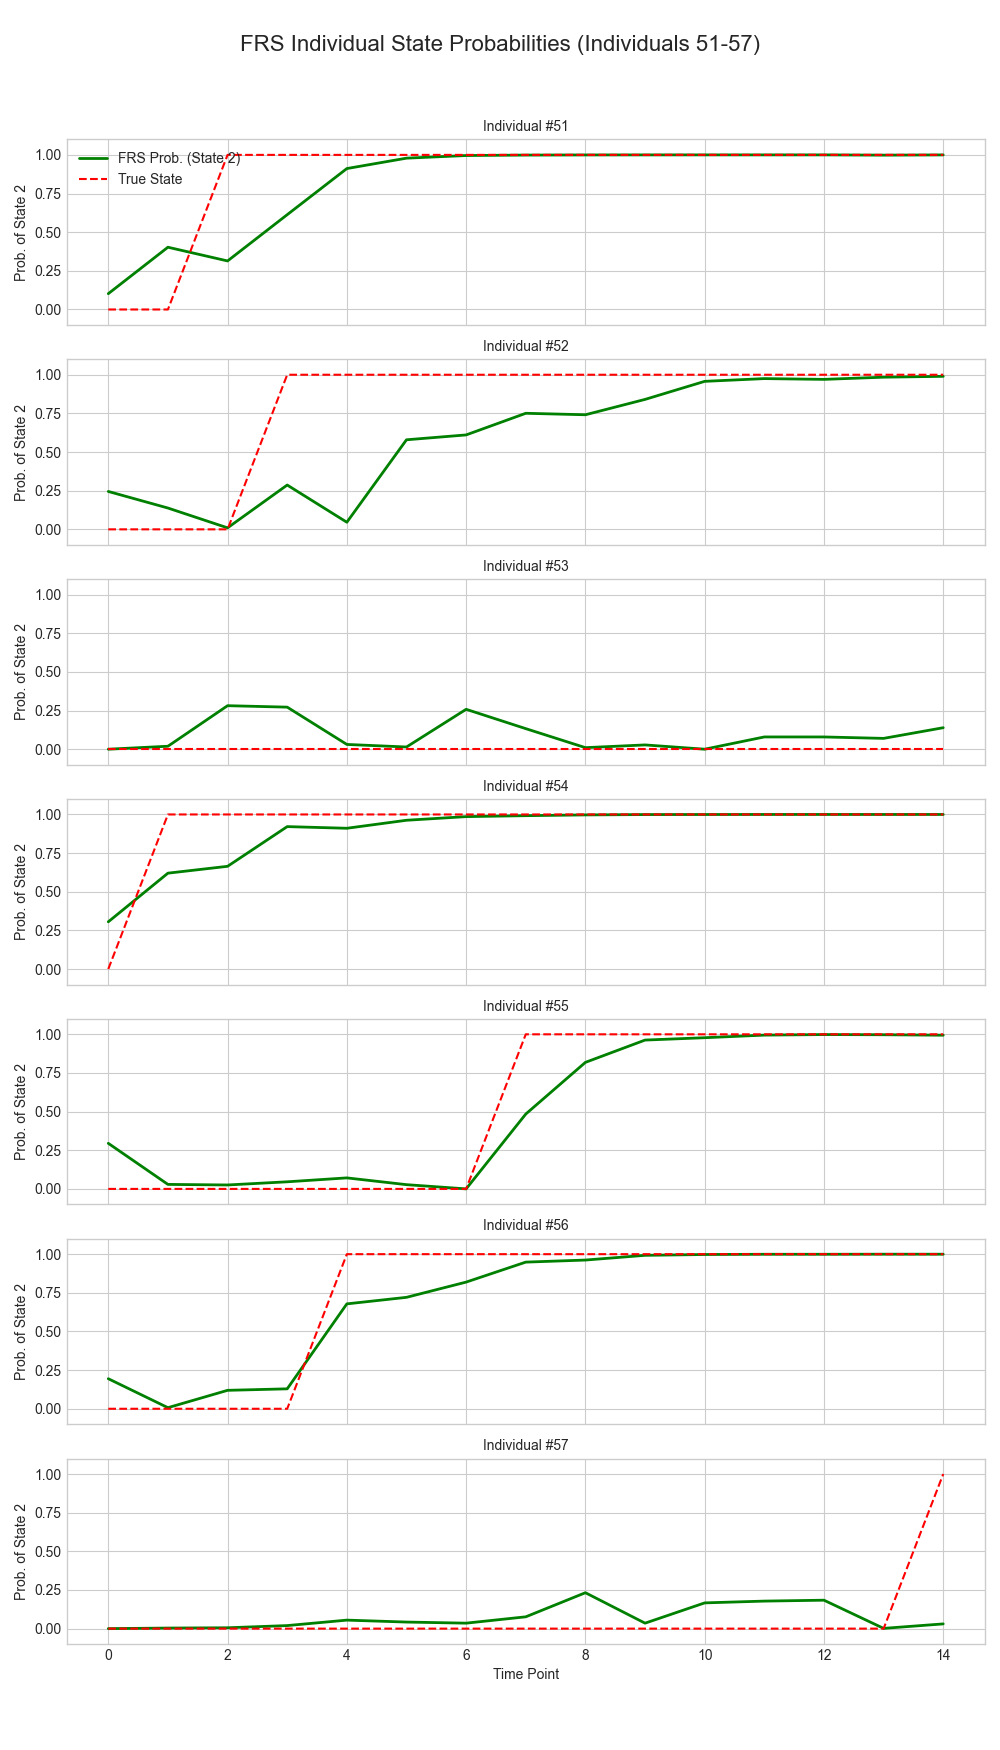 FRS Individual State Probabilities (Individuals 51-57)
Individual #51
FRS Prob. (State 2)
True State
Prob. of State 2
1.00
0.75
0.50
0.25
0.00
Individual #52
Prob. of State 2
1.00
0.75
0.50
0.25
0.00
Individual #53
Prob. of State 2
1.00
0.75
0.50
0.25
0.00
Individual #54
Prob. of State 2
1.00
0.75
0.50
0.25
0.00
Individual #55
Prob. of State 2
1.00
0.75
0.50
0.25
0.00
Individual #56
Prob. of State 2
1.00
0.75
0.50
0.25
0.00
Individual #57
Prob. of State 2
1.00
0.75
0.50
0.25
0.00
0 2 4 6 8 10 12 14
Time Point